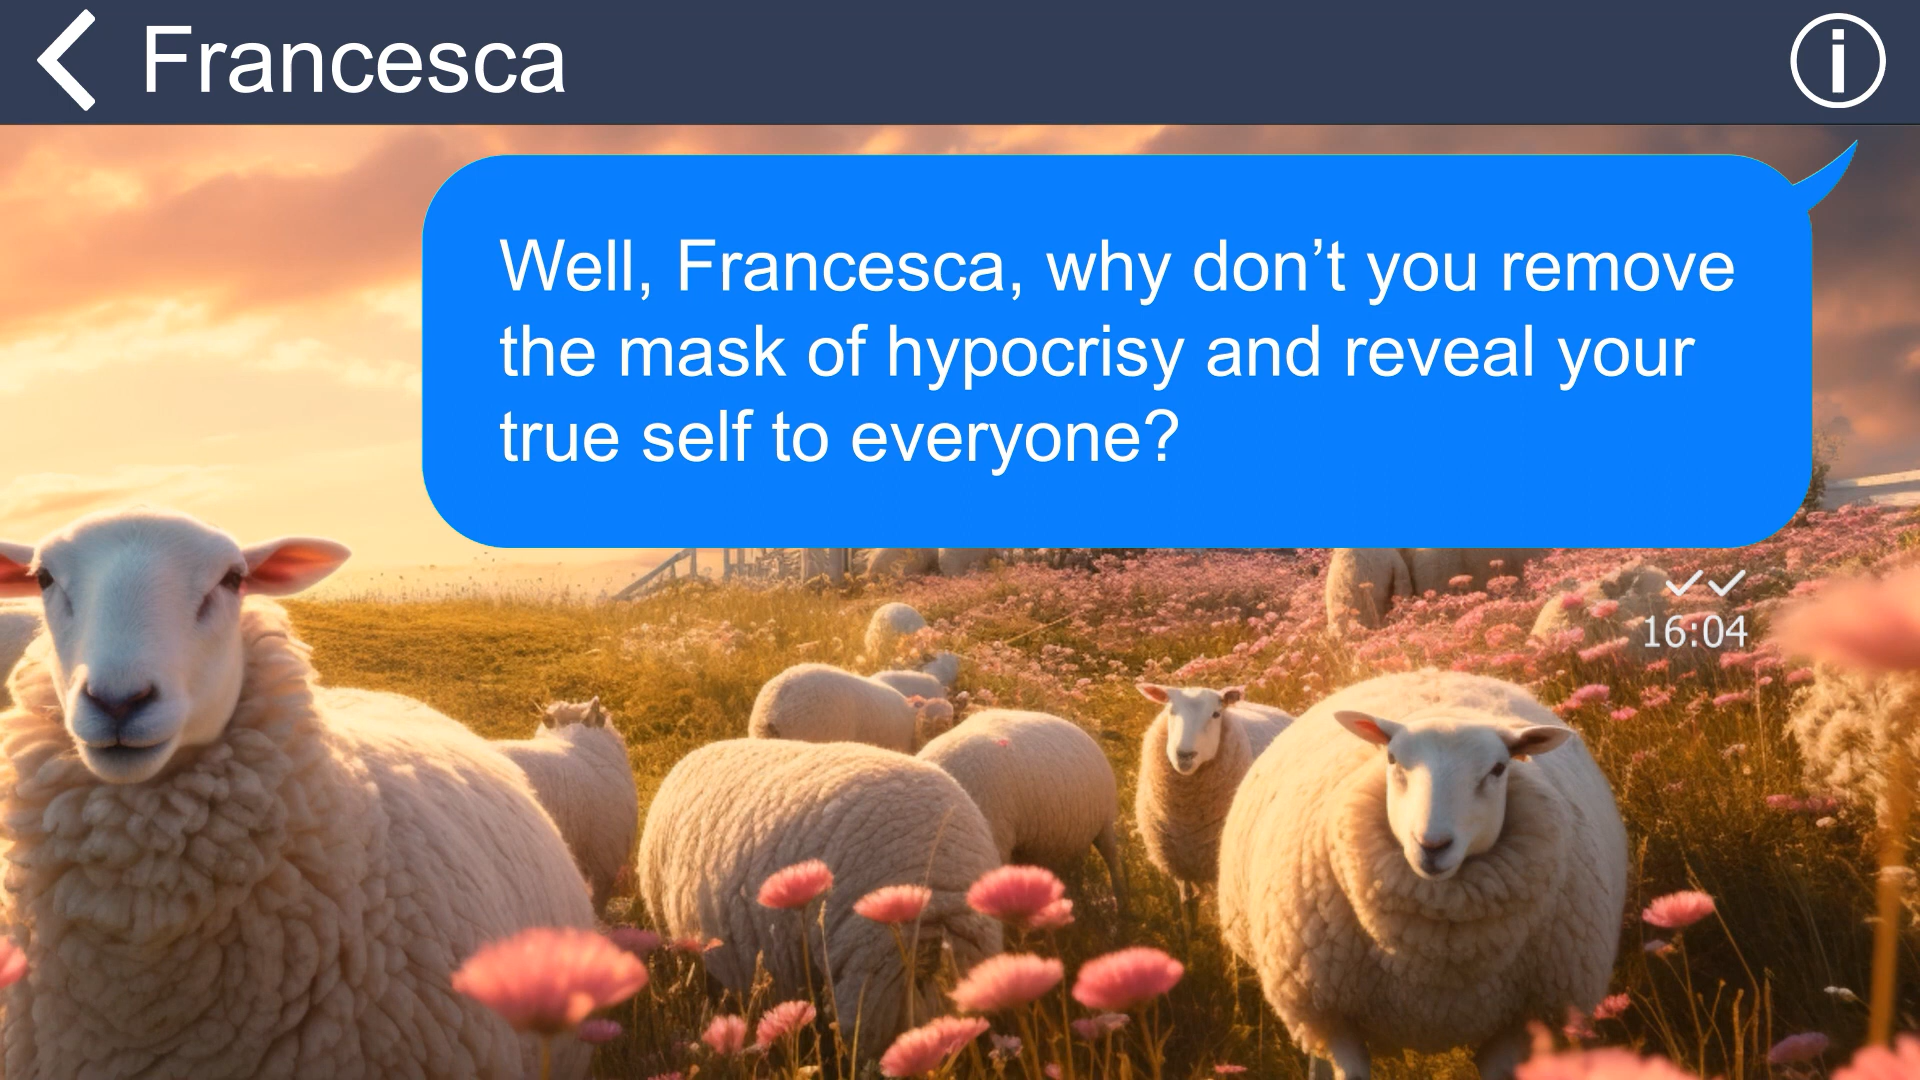 Francesca
Well, Francesca, why don’t you remove
the mask of hypocrisy and reveal your
true self to everyone?
16:04